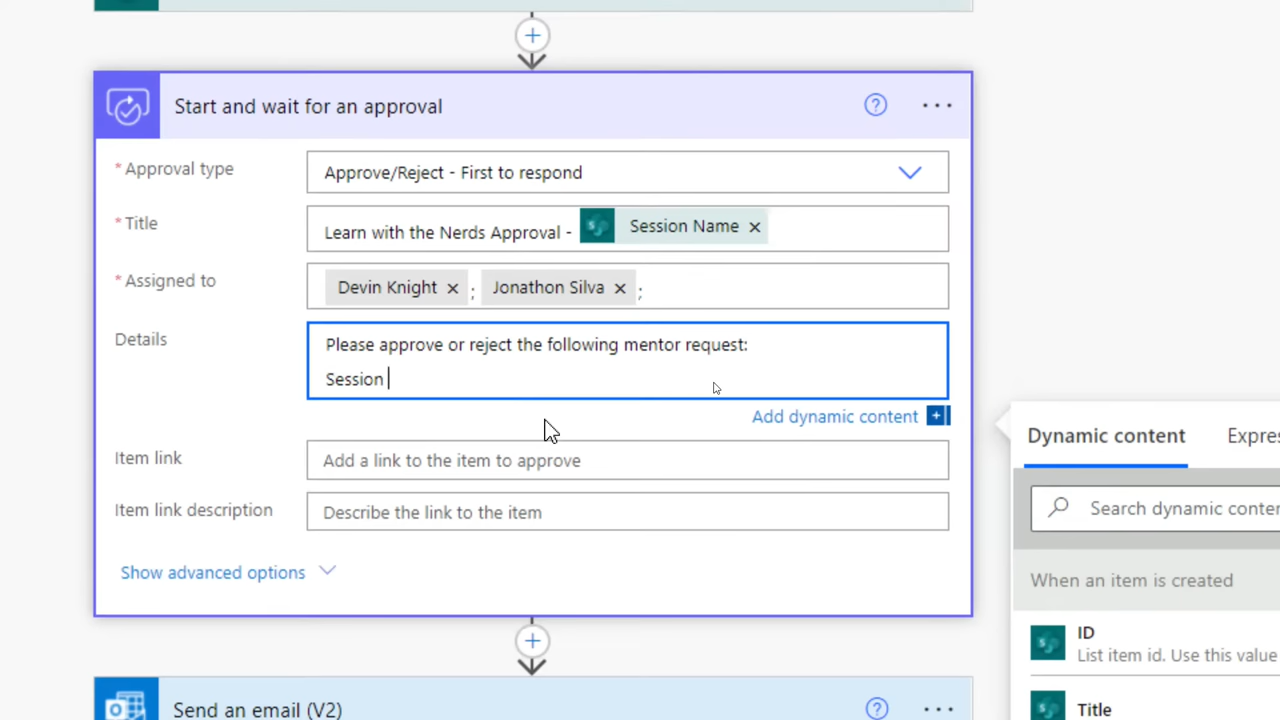 Start and wait for an approval
* Approval type
Approve/Reject - First to respond
* Title
Learn with the Nerds Approval - Session Name ×
* Assigned to
Devin Knight × ; Jonathon Silva × ;
Details
Please approve or reject the following mentor request:
Session
Add dynamic content
Item link
Add a link to the item to approve
Item link description
Describe the link to the item
Show advanced options
Send an email (V2)
Dynamic content
Expres
Search dynamic conten
When an item is created
ID
List item id. Use this value
Title